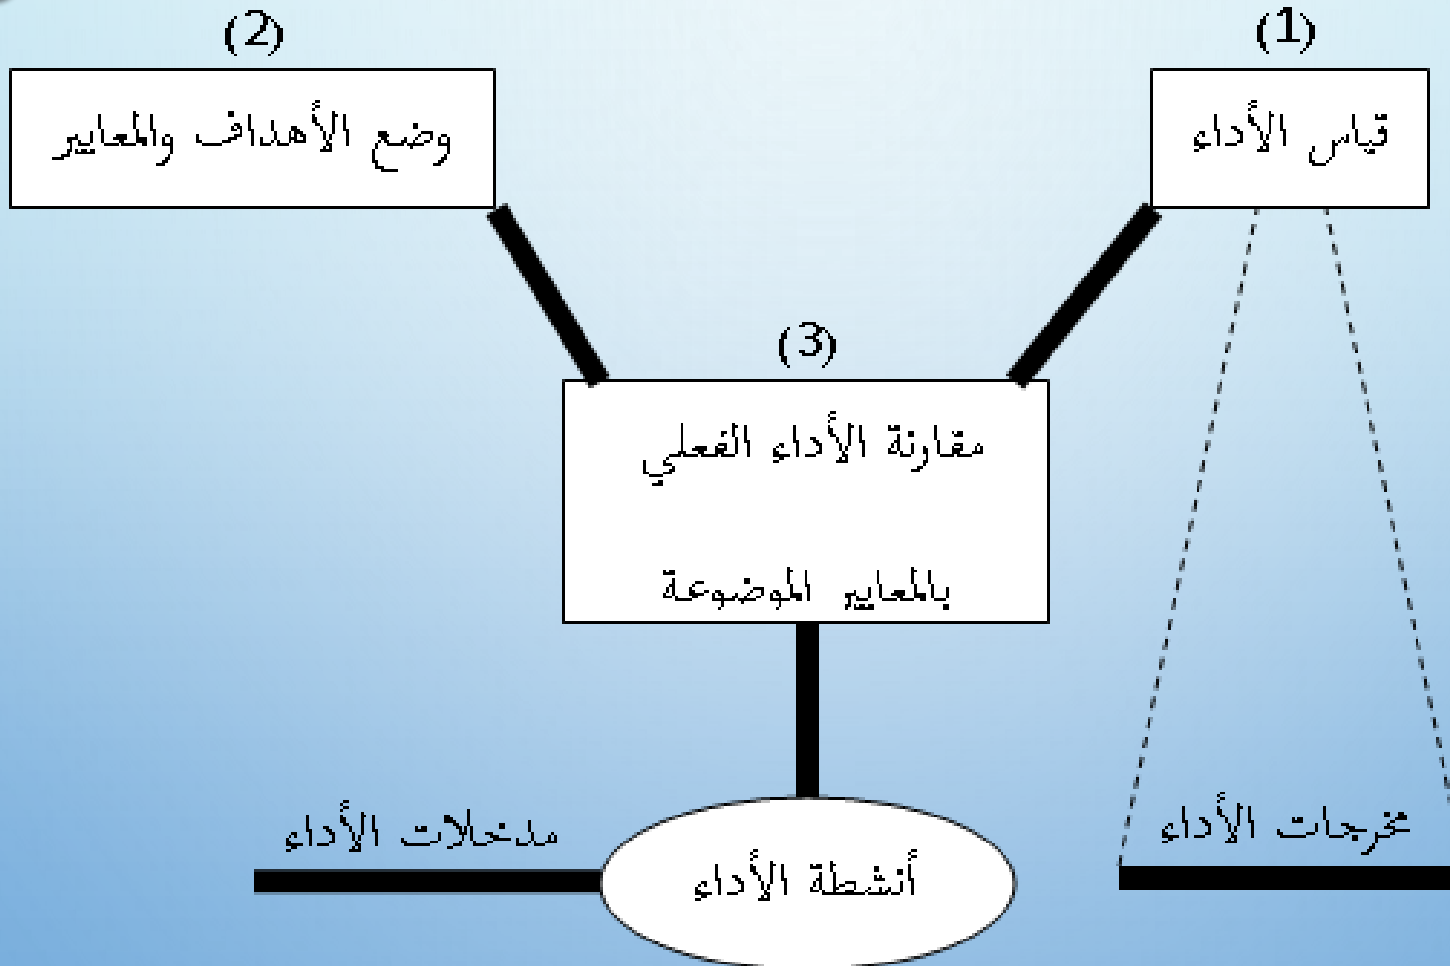 (1)
قياس الأداء
(2)
وضع الأهداف والمعايير
(3)
مقارنة الأداء الفعلي
بالمعايير الموضوعة
مخرجات الأداء
أنشطة الأداء
مدخلات الأداء